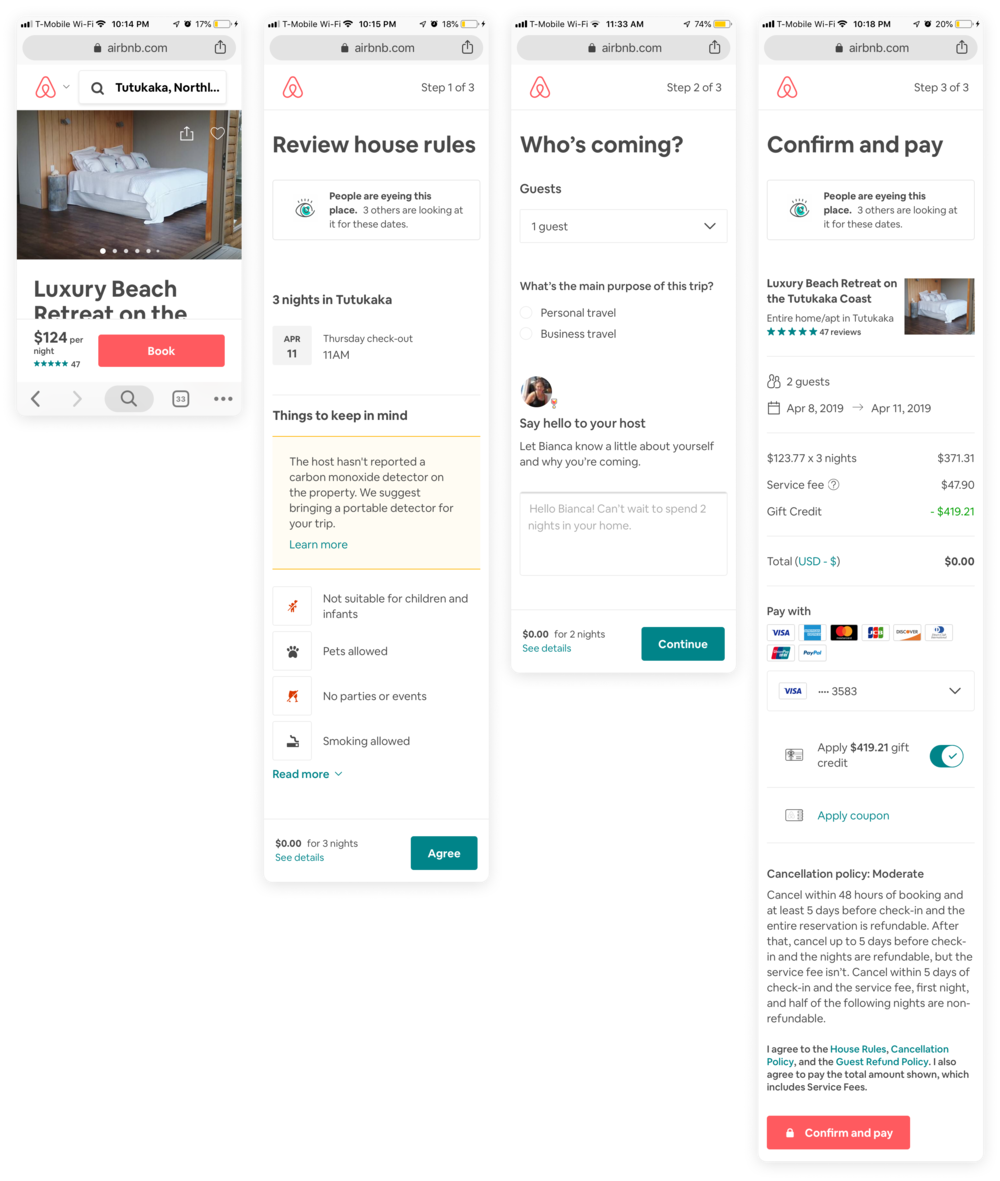 T-Mobile Wi-Fi 10:14 PM 17%
airbnb.com
Tutukaka, Northl...
Luxury Beach
Retreat on the
$124 per
night
47
Book
33
T-Mobile Wi-Fi 10:15 PM 18%
airbnb.com
Step 1 of 3
Review house rules
People are eyeing this
place. 3 others are looking at
it for these dates.
3 nights in Tutukaka
APR
11
Thursday check-out
11AM
Things to keep in mind
The host hasn't reported a
carbon monoxide detector on
the property. We suggest
bringing a portable detector for
your trip.
Learn more
Not suitable for children and
infants
Pets allowed
No parties or events
Smoking allowed
Read more
$0.00 for 3 nights
See details
Agree
T-Mobile Wi-Fi 11:33 AM 74%
airbnb.com
Step 2 of 3
Who's coming?
Guests
1 guest
What's the main purpose of this trip?
Personal travel
Business travel
Say hello to your host
Let Bianca know a little about yourself
and why you're coming.
Hello Bianca! Can't wait to spend 2
nights in your home.
$0.00 for 2 nights
See details
Continue
T-Mobile Wi-Fi 10:18 PM 20%
airbnb.com
Step 3 of 3
Confirm and pay
People are eyeing this
place. 3 others are looking at
it for these dates.
Luxury Beach Retreat on
the Tutukaka Coast
Entire home/apt in Tutukaka
47 reviews
2 guests
Apr 8, 2019 → Apr 11, 2019
$123.77 x 3 nights $371.31
Service fee ? $47.90
Gift Credit - $419.21
Total (USD - $) $0.00
Pay with
VISA JCB DISCOVER
PayPal
VISA •••• 3583
Apply $419.21 gift
credit
Apply coupon
Cancellation policy: Moderate
Cancel within 48 hours of booking and
at least 5 days before check-in and the
entire reservation is refundable. After
that, cancel up to 5 days before check-
in and the nights are refundable, but the
service fee isn't. Cancel within 5 days of
check-in and the service fee, first night,
and half of the following nights are non-
refundable.
I agree to the House Rules, Cancellation
Policy, and the Guest Refund Policy. I also
agree to pay the total amount shown, which
includes Service Fees.
Confirm and pay